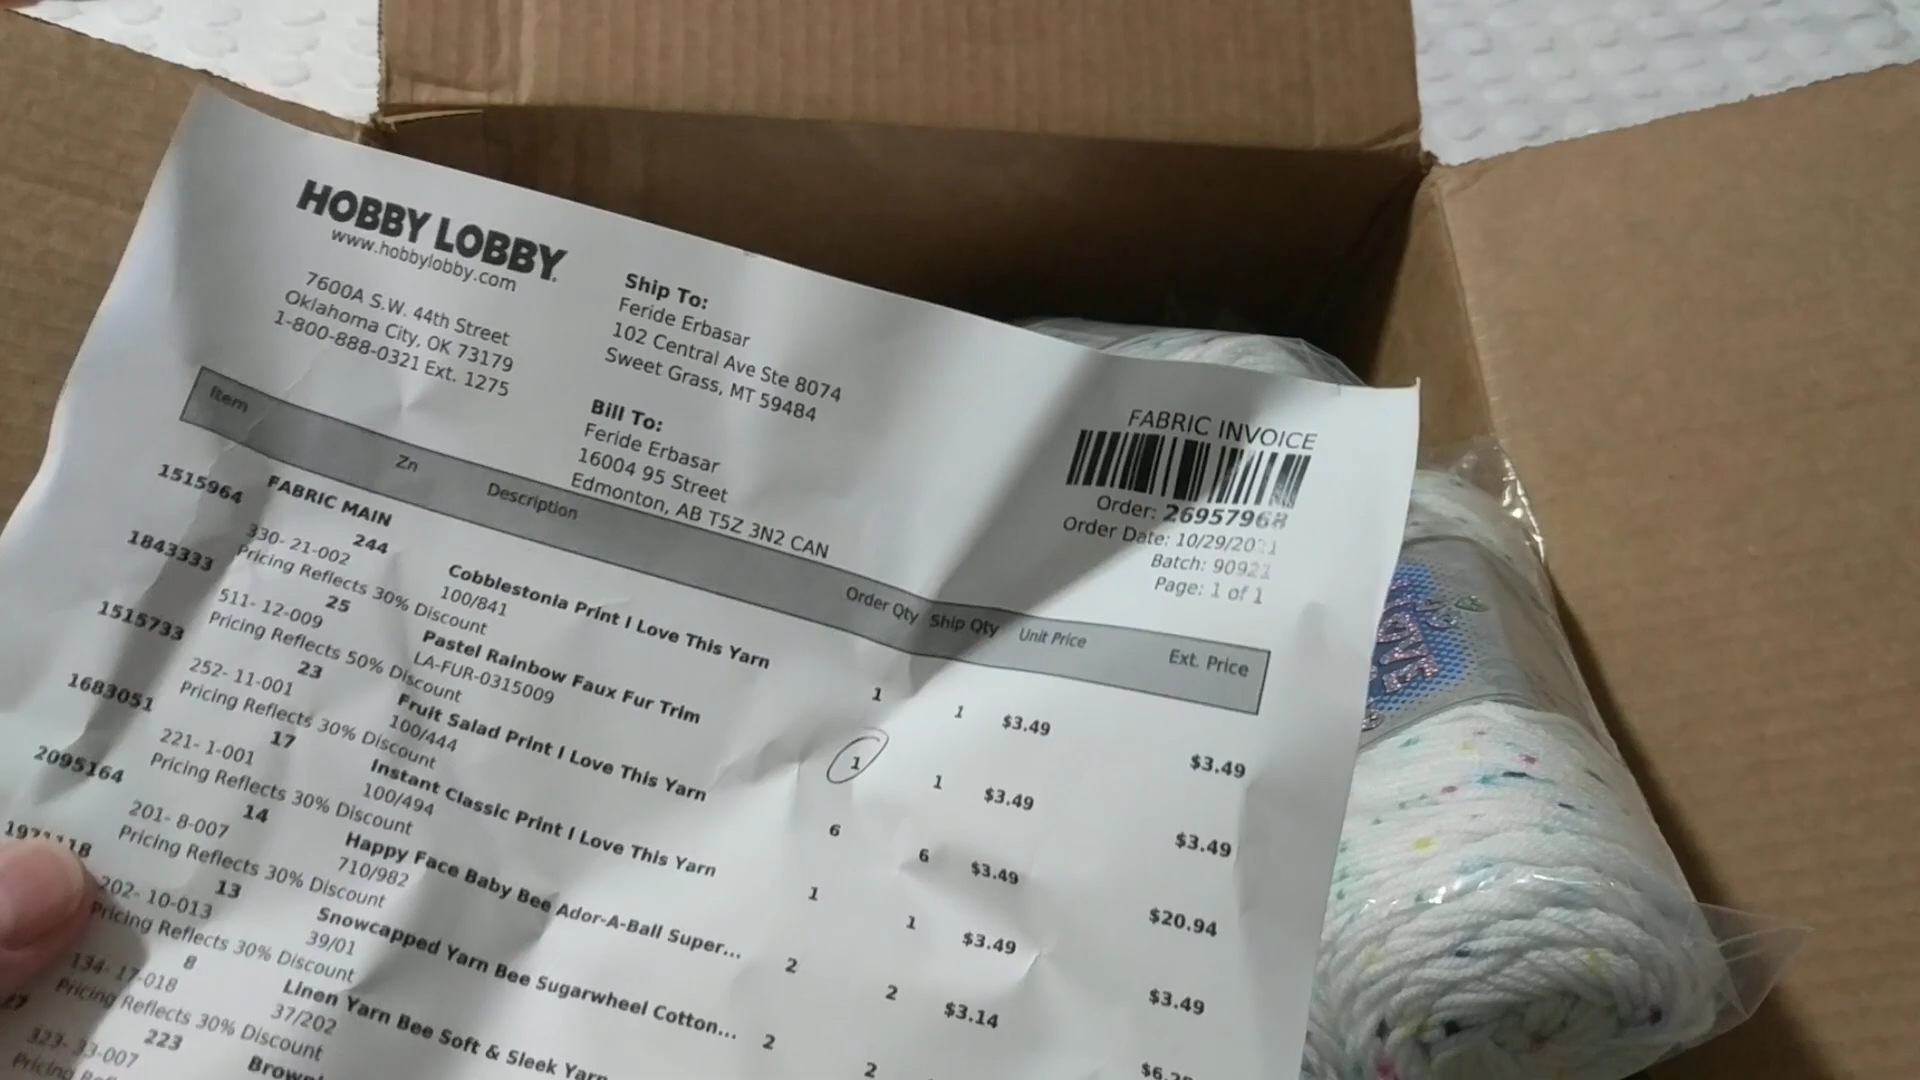 HOBBY LOBBY
www.hobbylobby.com
7600A S.W. 44th Street
Oklahoma City, OK 73179
1-800-888-0321 Ext. 1275
Ship To:
Feride Erbasar
102 Central Ave Ste 8074
Sweet Grass, MT 59484
Bill To:
Feride Erbasar
16004 95 Street
Edmonton, AB T5Z 3N2 CAN
FABRIC INVOICE
Order: 26957968
Order Date: 10/29/2021
Batch: 90921
Page: 1 of 1
Item Zn Description Order Qty Ship Qty Unit Price Ext. Price
FABRIC MAIN
1515964 244 Cobblestonia Print I Love This Yarn 1 1 $3.49 $3.49
330- 21-002 100/841
Pricing Reflects 30% Discount
1843333 25 Pastel Rainbow Faux Fur Trim 1 1 $3.49 $3.49
511- 12-009 LA-FUR-0315009
Pricing Reflects 50% Discount
1515733 23 Fruit Salad Print I Love This Yarn 6 6 $3.49 $20.94
252- 11-001 100/444
Pricing Reflects 30% Discount
1683051 17 Instant Classic Print I Love This Yarn 1 1 $3.49 $3.49
221- 1-001 100/494
Pricing Reflects 30% Discount
2095164 14 Happy Face Baby Bee Ador-A-Ball Super... 2 2 $3.14
201- 8-007 710/982
Pricing Reflects 30% Discount
13 Snowcapped Yarn Bee Sugarwheel Cotton... 2 2
202- 10-013 39/01
Pricing Reflects 30% Discount
8 Linen Yarn Bee Soft & Sleek Yarn
134- 17-018 37/202
Pricing Reflects 30% Discount
223
323- 33-007
Pricing